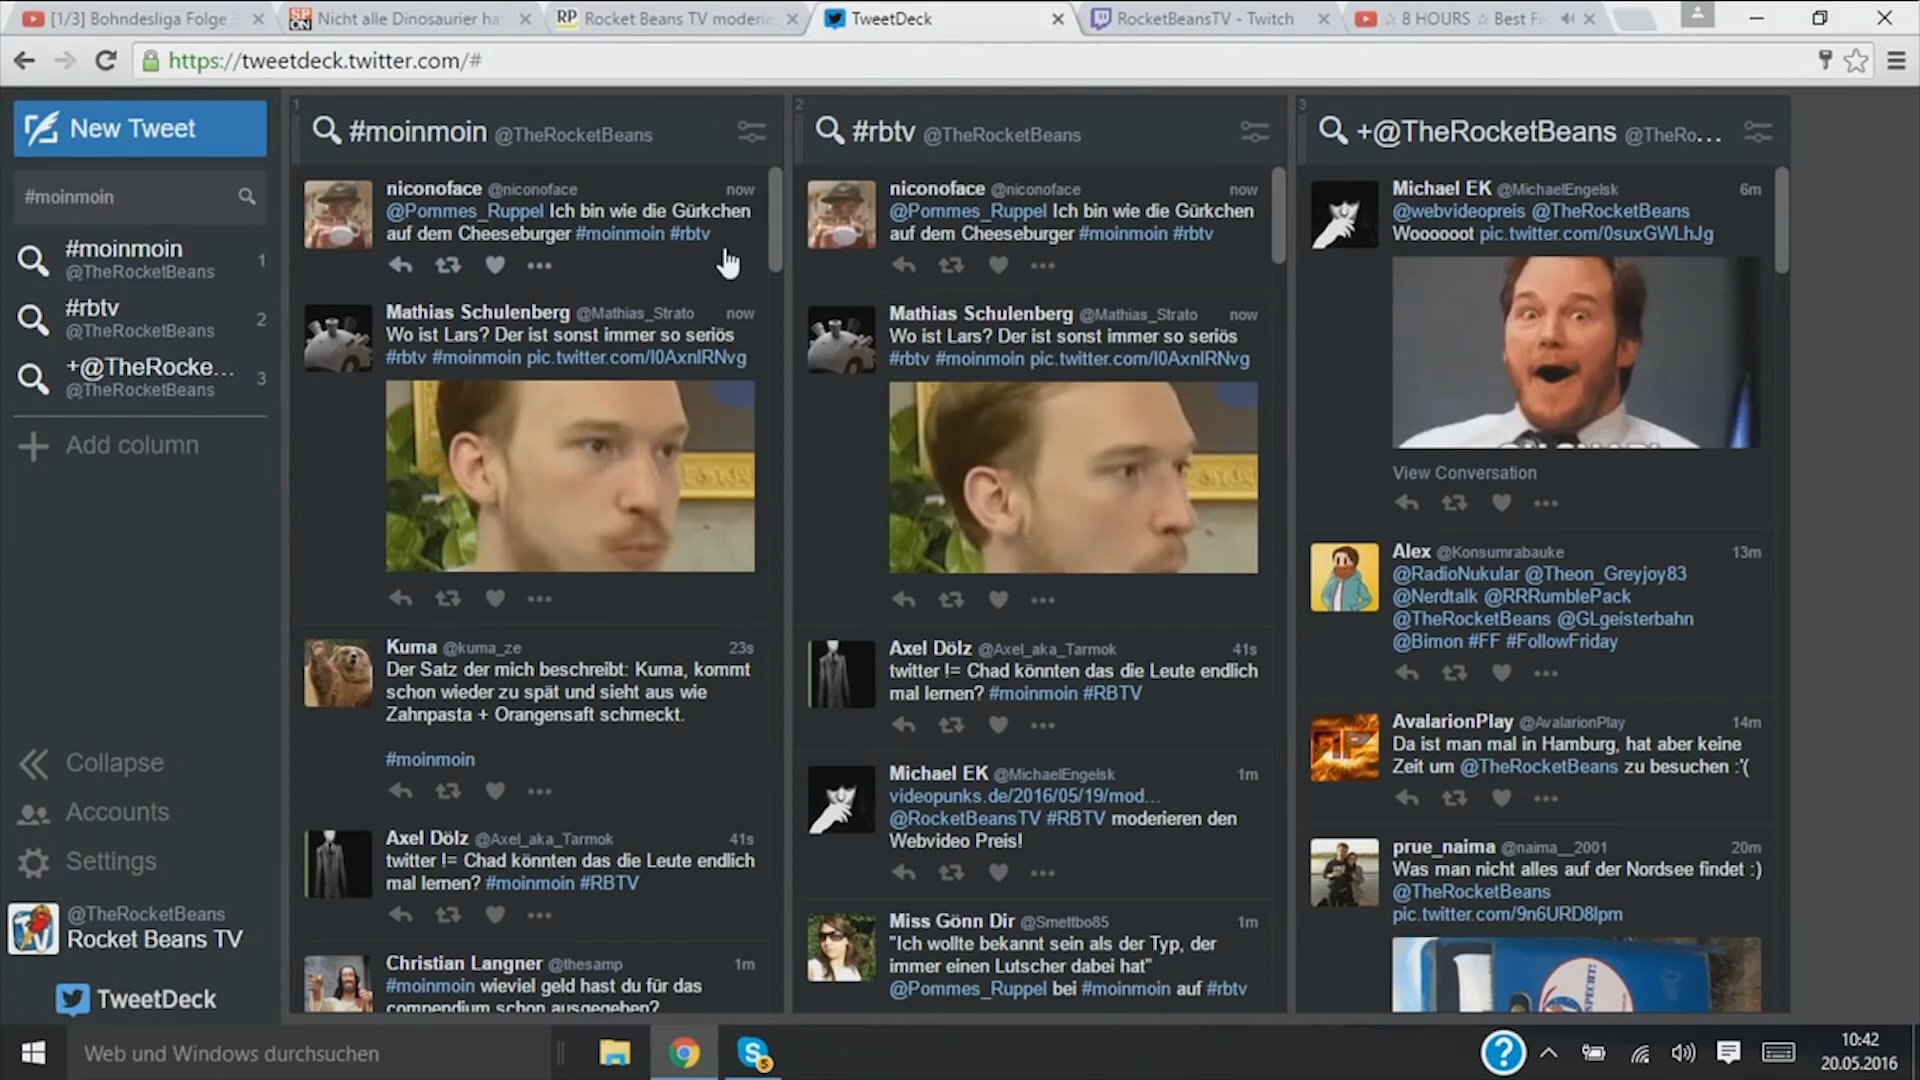 [1/3] Bohndesliga Folge
Nicht alle Dinosaurier ha
Rocket Beans TV moderie
TweetDeck
RocketBeansTV - Twitch
☆ 8 HOURS ☆ Best F
https://tweetdeck.twitter.com/#
New Tweet
#moinmoin
#moinmoin
@TheRocketBeans
1
#rbtv
@TheRocketBeans
2
+@TheRocke...
@TheRocketBeans
3
Add column
Collapse
Accounts
Settings
@TheRocketBeans
Rocket Beans TV
TweetDeck
1
#moinmoin @TheRocketBeans
niconoface @niconoface now
@Pommes_Ruppel Ich bin wie die Gürkchen
auf dem Cheeseburger #moinmoin #rbtv
Mathias Schulenberg @Mathias_Strato now
Wo ist Lars? Der ist sonst immer so seriös
#rbtv #moinmoin pic.twitter.com/I0AxnIRNvg
Kuma @kuma_ze 23s
Der Satz der mich beschreibt: Kuma, kommt
schon wieder zu spät und sieht aus wie
Zahnpasta + Orangensaft schmeckt.
#moinmoin
Axel Dölz @Axel_aka_Tarmok 41s
twitter != Chad könnten das die Leute endlich
mal lernen? #moinmoin #RBTV
Christian Langner @thesamp 1m
#moinmoin wieviel geld hast du für das
compendium schon ausgegeben?
2
#rbtv @TheRocketBeans
niconoface @niconoface now
@Pommes_Ruppel Ich bin wie die Gürkchen
auf dem Cheeseburger #moinmoin #rbtv
Mathias Schulenberg @Mathias_Strato now
Wo ist Lars? Der ist sonst immer so seriös
#rbtv #moinmoin pic.twitter.com/I0AxnIRNvg
Axel Dölz @Axel_aka_Tarmok 41s
twitter != Chad könnten das die Leute endlich
mal lernen? #moinmoin #RBTV
Michael EK @MichaelEngelsk 1m
videopunks.de/2016/05/19/mod...
@RocketBeansTV #RBTV moderieren den
Webvideo Preis!
Miss Gönn Dir @Smettbo85 1m
"Ich wollte bekannt sein als der Typ, der
immer einen Lutscher dabei hat"
@Pommes_Ruppel bei #moinmoin auf #rbtv
3
+@TheRocketBeans @TheRo...
Michael EK @MichaelEngelsk 6m
@webvideopreis @TheRocketBeans
Woooooot pic.twitter.com/0suxGWLhJg
View Conversation
Alex @Konsumrabauke 13m
@RadioNukular @Theon_Greyjoy83
@Nerdtalk @RRRumblePack
@TheRocketBeans @GLgeisterbahn
@Bimon #FF #FollowFriday
AvalarionPlay @AvalarionPlay 14m
Da ist man mal in Hamburg, hat aber keine
Zeit um @TheRocketBeans zu besuchen :'(
prue_naima @naima__2001 20m
Was man nicht alles auf der Nordsee findet :)
@TheRocketBeans
pic.twitter.com/9n6URD8lpm
SPECHT!
Web und Windows durchsuchen
10:42
20.05.2016